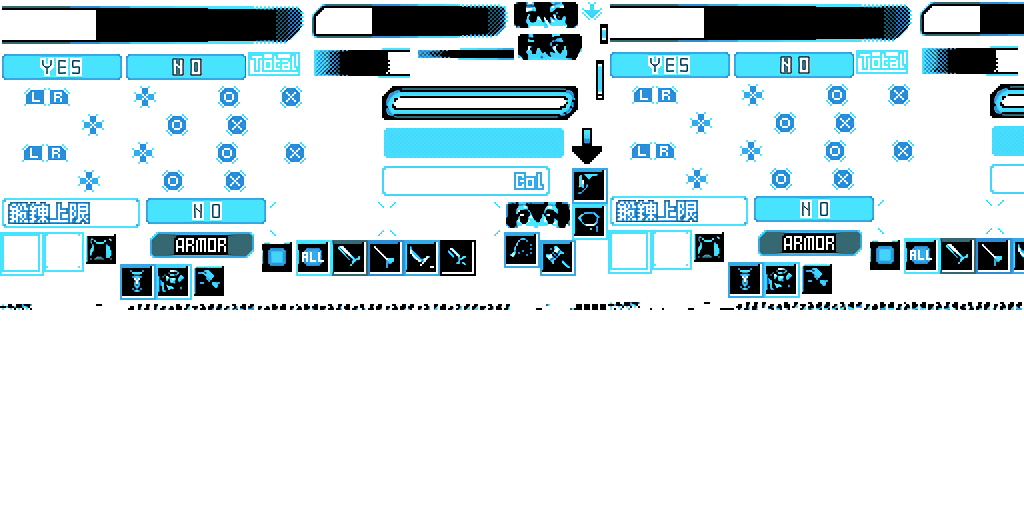 YES NO Total YES NO Total
L R L R
L R L R
Col
鍛錬上限 NO 鍛錬上限 NO
ARMOR ARMOR
ALL ALL